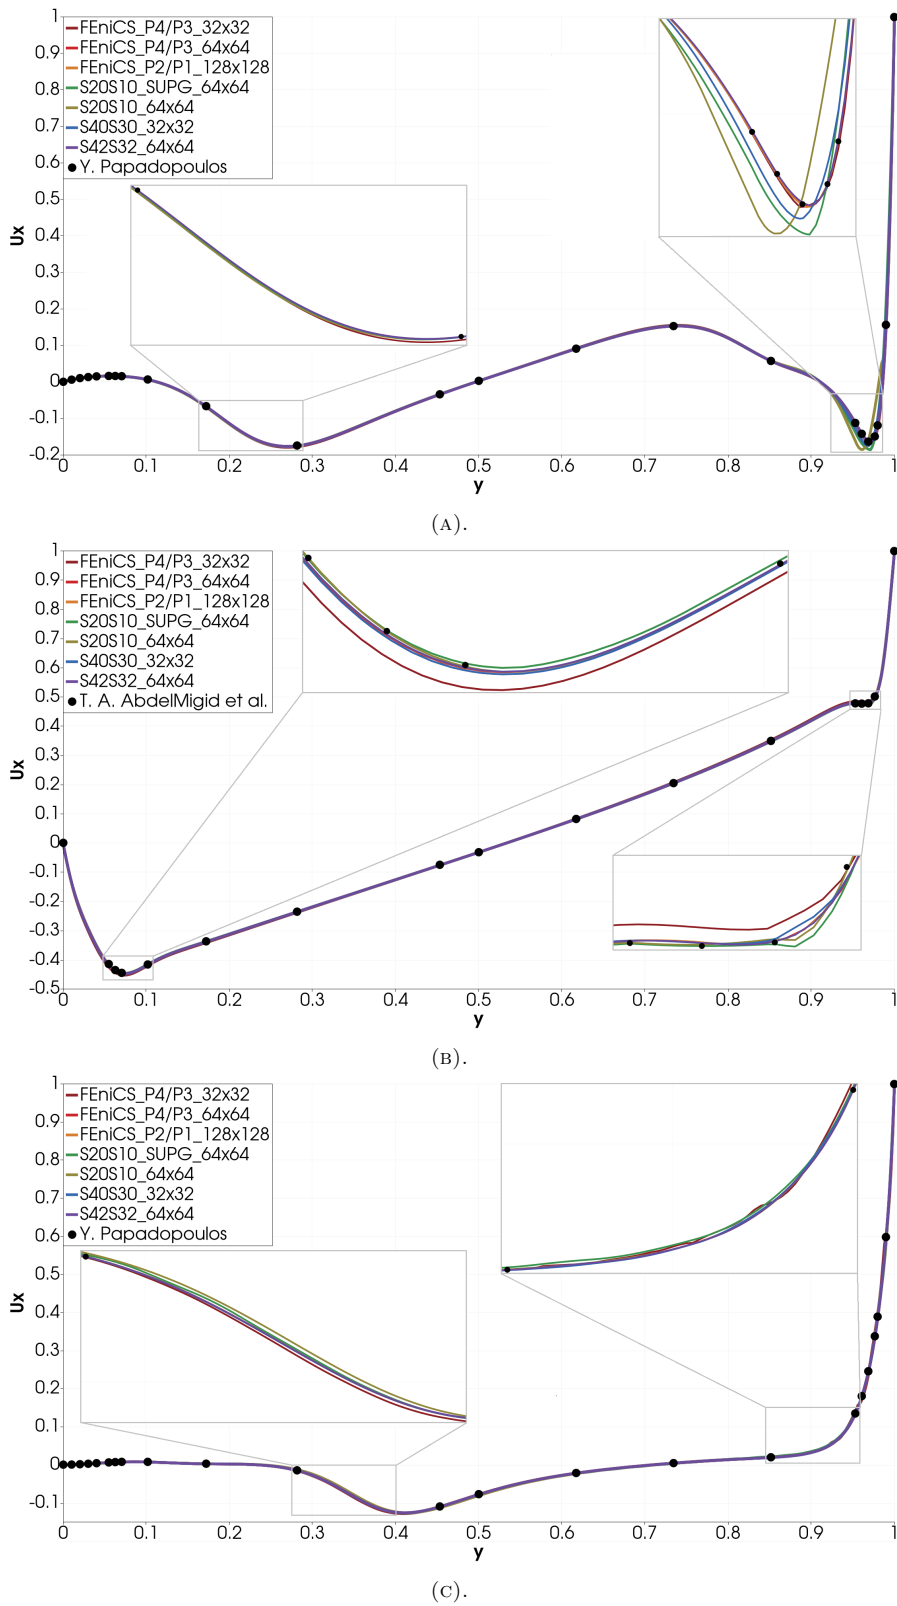 1
FEniCS_P4/P3_32x32
0.9
FEniCS_P4/P3_64x64
FEniCS_P2/P1_128x128
0.8
S20S10_SUPG_64x64
S20S10_64x64
0.7
S40S30_32x32
S42S32_64x64
0.6
Y. Papadopoulos
0.5
0.4
Ux
0.3
0.2
0.1
0
-0.1
-0.2
0 0.1 0.2 0.3 0.4 0.5 0.6 0.7 0.8 0.9 1
y
(A).
1
FEniCS_P4/P3_32x32
0.9
FEniCS_P4/P3_64x64
FEniCS_P2/P1_128x128
0.8
S20S10_SUPG_64x64
0.7
S20S10_64x64
S40S30_32x32
0.6
S42S32_64x64
0.5
T. A. AbdelMigid et al.
0.4
0.3
Ux
0.2
0.1
0
-0.1
-0.2
-0.3
-0.4
-0.5
0 0.1 0.2 0.3 0.4 0.5 0.6 0.7 0.8 0.9 1
y
(B).
1
FEniCS_P4/P3_32x32
FEniCS_P4/P3_64x64
0.9
FEniCS_P2/P1_128x128
S20S10_SUPG_64x64
0.8
S20S10_64x64
S40S30_32x32
0.7
S42S32_64x64
0.6
Y. Papadopoulos
0.5
0.4
Ux
0.3
0.2
0.1
0
-0.1
0 0.1 0.2 0.3 0.4 0.5 0.6 0.7 0.8 0.9 1
y
(C).